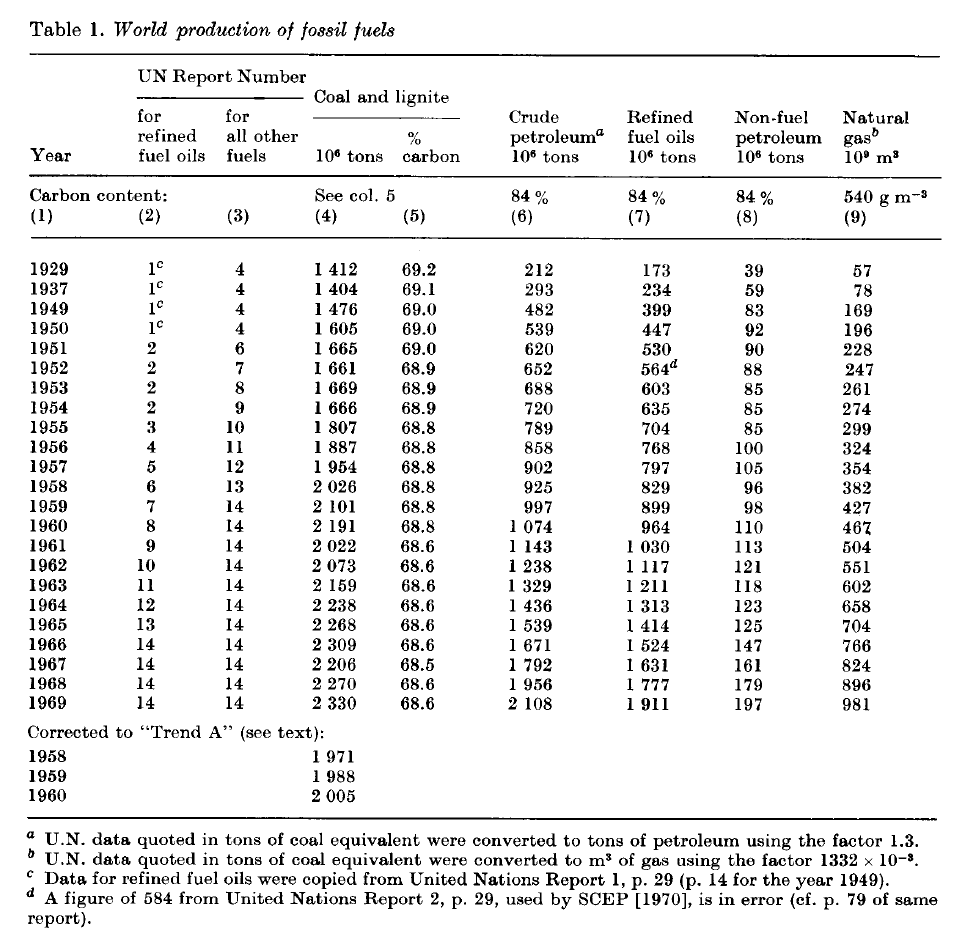 Table 1. World production of fossil fuels
UN Report Number
Coal and lignite
for for Crude Refined Non-fuel Natural
refined all other % petroleumᵃ fuel oils petroleum gasᵇ
Year fuel oils fuels 10⁶ tons carbon 10⁶ tons 10⁶ tons 10⁶ tons 10⁹ m³
Carbon content: See col. 5 84 % 84 % 84 % 540 g m⁻³
(1) (2) (3) (4) (5) (6) (7) (8) (9)
1929 1ᶜ 4 1 412 69.2 212 173 39 57
1937 1ᶜ 4 1 404 69.1 293 234 59 78
1949 1ᶜ 4 1 476 69.0 482 399 83 169
1950 1ᶜ 4 1 605 69.0 539 447 92 196
1951 2 6 1 665 69.0 620 530 90 228
1952 2 7 1 661 68.9 652 564ᵈ 88 247
1953 2 8 1 669 68.9 688 603 85 261
1954 2 9 1 666 68.9 720 635 85 274
1955 3 10 1 807 68.8 789 704 85 299
1956 4 11 1 887 68.8 858 768 100 324
1957 5 12 1 954 68.8 902 797 105 354
1958 6 13 2 026 68.8 925 829 96 382
1959 7 14 2 101 68.8 997 899 98 427
1960 8 14 2 191 68.8 1 074 964 110 467
1961 9 14 2 022 68.6 1 143 1 030 113 504
1962 10 14 2 073 68.6 1 238 1 117 121 551
1963 11 14 2 159 68.6 1 329 1 211 118 602
1964 12 14 2 238 68.6 1 436 1 313 123 658
1965 13 14 2 268 68.6 1 539 1 414 125 704
1966 14 14 2 309 68.6 1 671 1 524 147 766
1967 14 14 2 206 68.5 1 792 1 631 161 824
1968 14 14 2 270 68.6 1 956 1 777 179 896
1969 14 14 2 330 68.6 2 108 1 911 197 981
Corrected to “Trend A” (see text):
1958 1 971
1959 1 988
1960 2 005
ᵃ U.N. data quoted in tons of coal equivalent were converted to tons of petroleum using the factor 1.3.
ᵇ U.N. data quoted in tons of coal equivalent were converted to m³ of gas using the factor 1332 × 10⁻³.
ᶜ Data for refined fuel oils were copied from United Nations Report 1, p. 29 (p. 14 for the year 1949).
ᵈ A figure of 584 from United Nations Report 2, p. 29, used by SCEP [1970], is in error (cf. p. 79 of same
report).